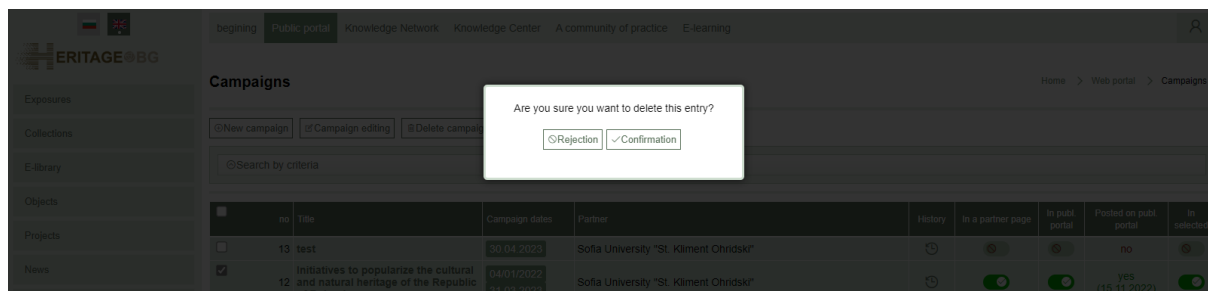 begining Public portal Knowledge Network Knowledge Center A community of practice E-learning
HERITAGE BG
Campaigns
Home > Web portal > Campaigns
Exposures
Collections
E-library
Objects
Projects
News
New campaign Campaign editing Delete campaig
Search by criteria
Are you sure you want to delete this entry?
Rejection Confirmation
no Title Campaign dates Partner History In a partner page In publ portal Posted on publ portal In selected
13 test 30.04.2023 Sofia University "St. Kliment Ohridski" no
12 Initiatives to popularize the cultural and natural heritage of the Republic 04/01/2022 Sofia University "St. Kliment Ohridski" yes (15.11.2022)